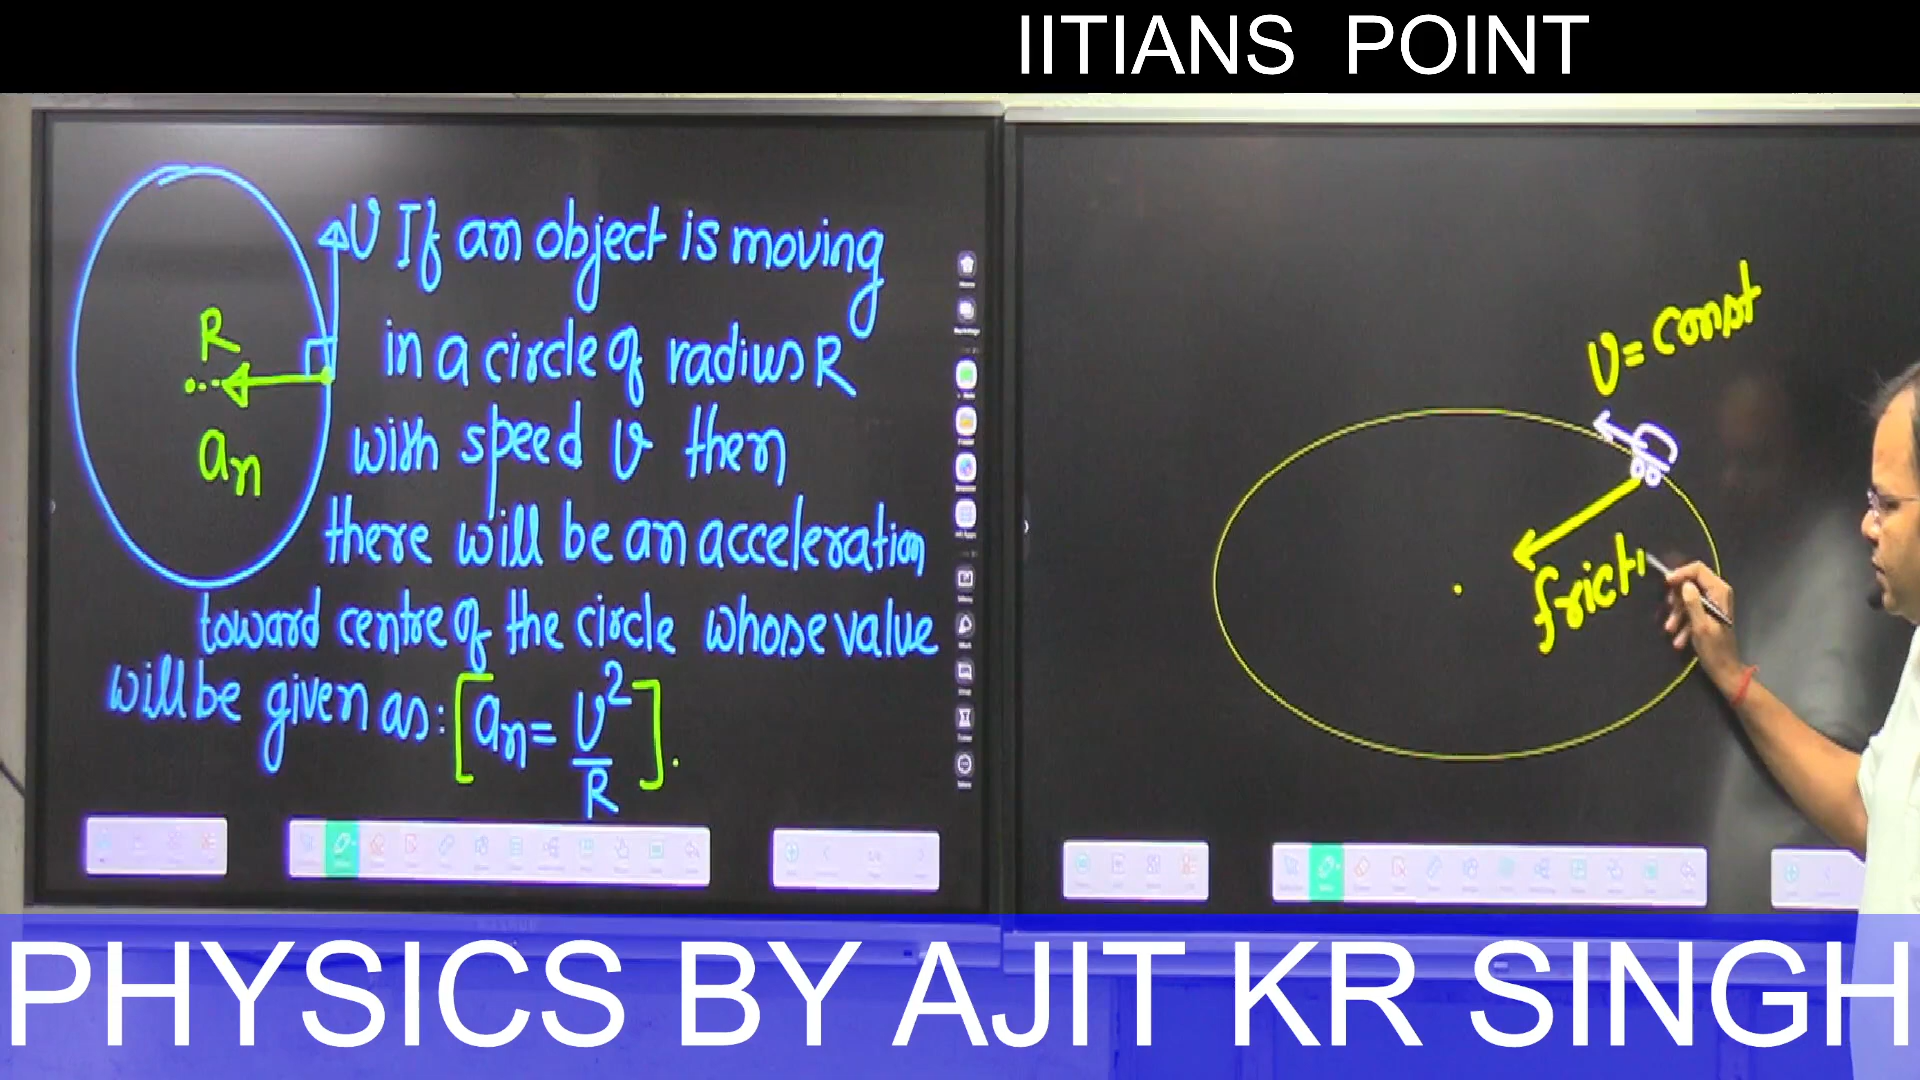 IITIANS POINT
v If an object is moving
in a circle of radius R
with speed v then
there will be an acceleration
toward centre of the circle whose value
will be given as: [an = v²/R].
R
an
v = const
fricti
PHYSICS BY AJIT KR SINGH